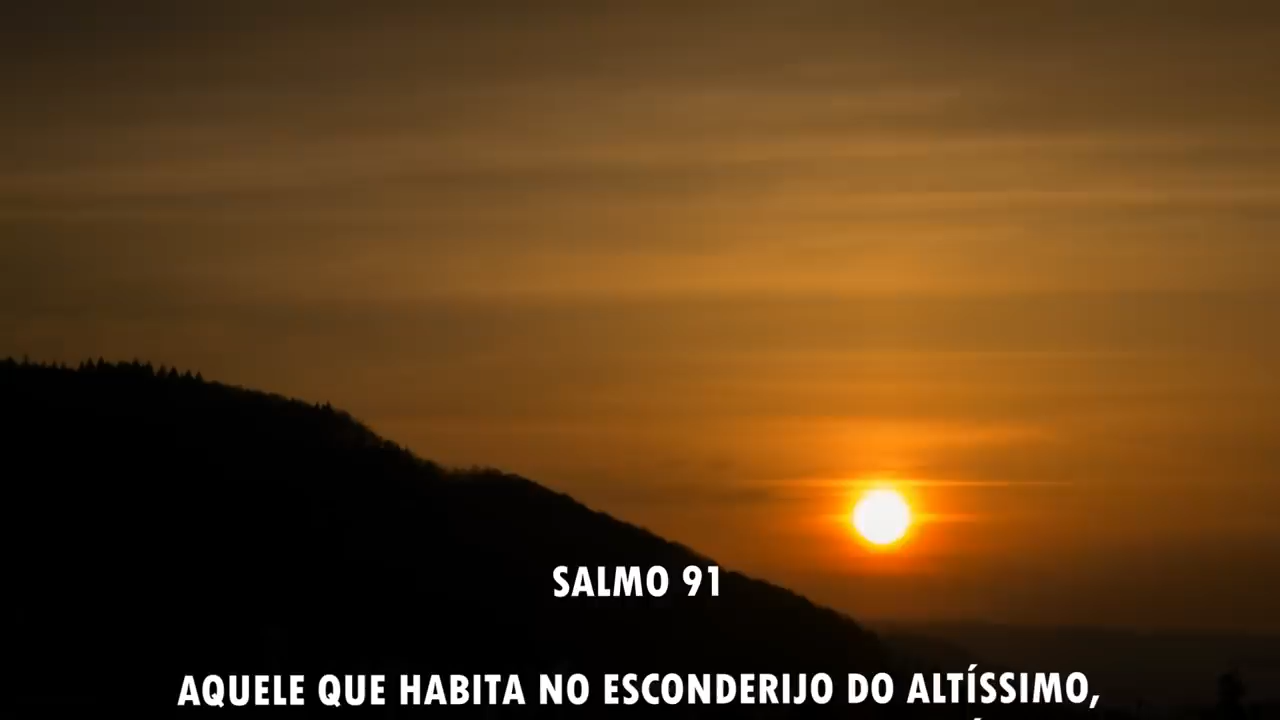 SALMO 91
AQUELE QUE HABITA NO ESCONDERIJO DO ALTÍSSIMO,